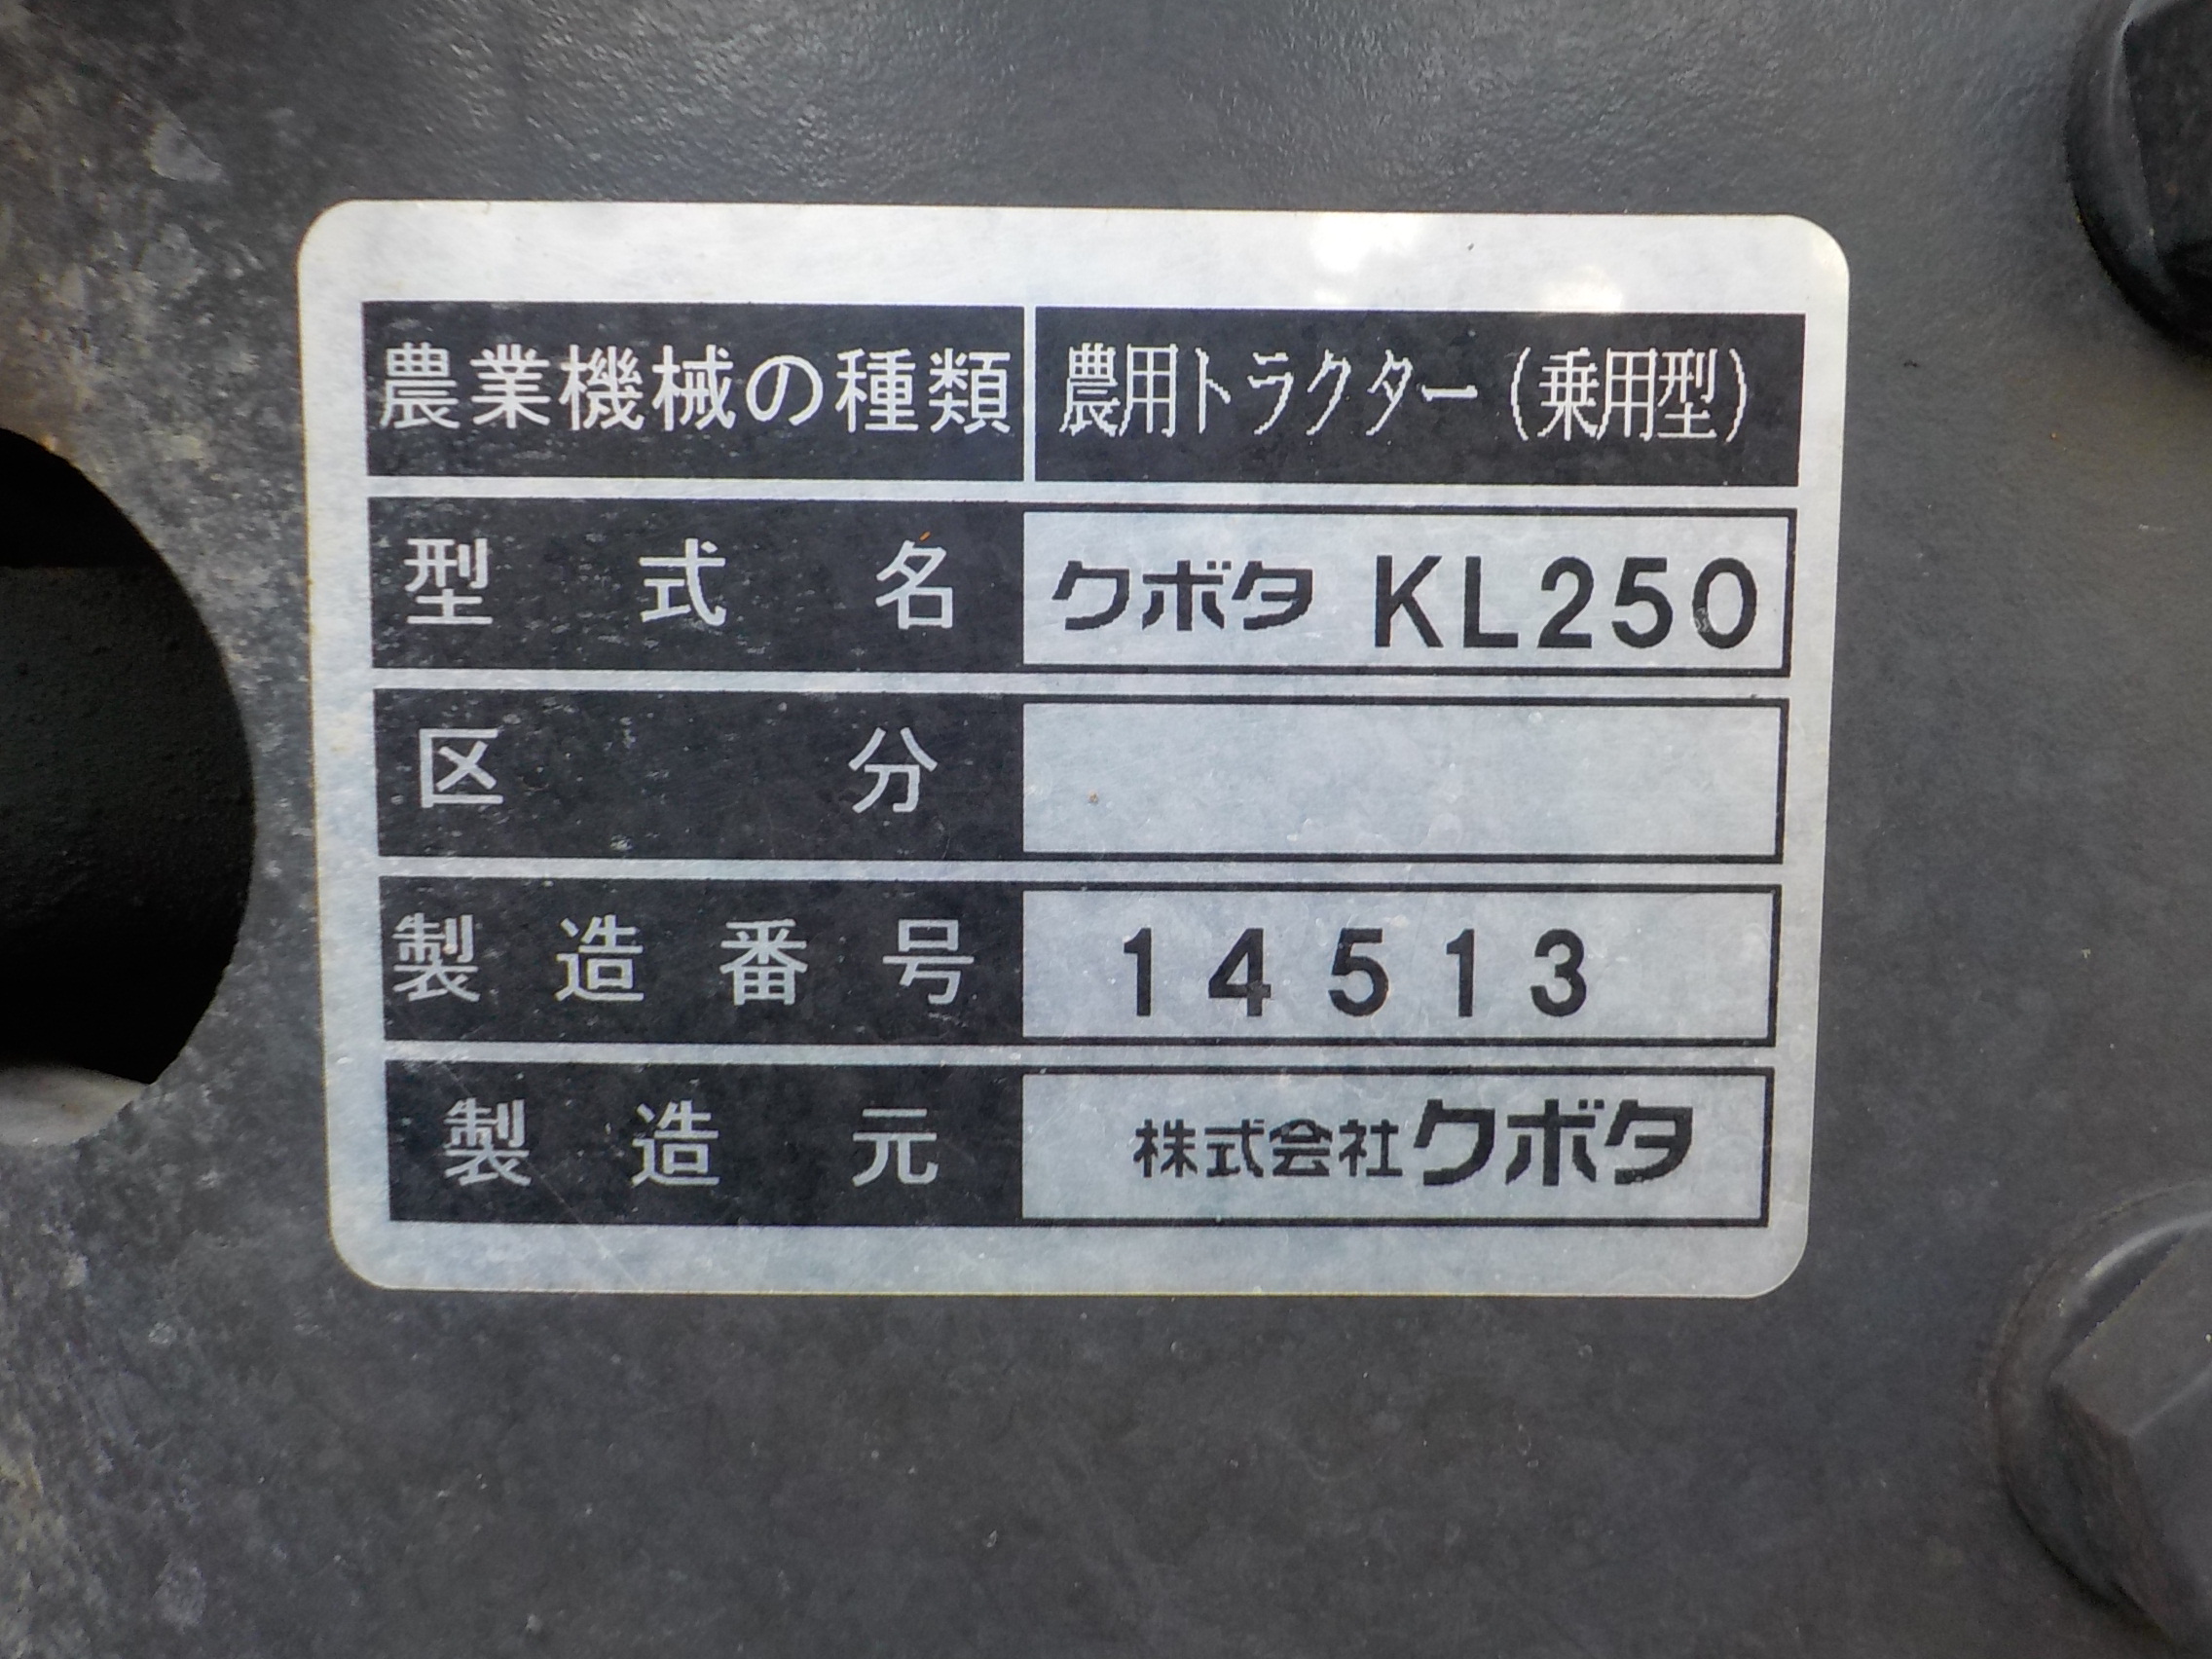 農業機械の種類 農用トラクター(乗用型)
型式名 クボタ KL250
区分
製造番号 14513
製造元 株式会社クボタ